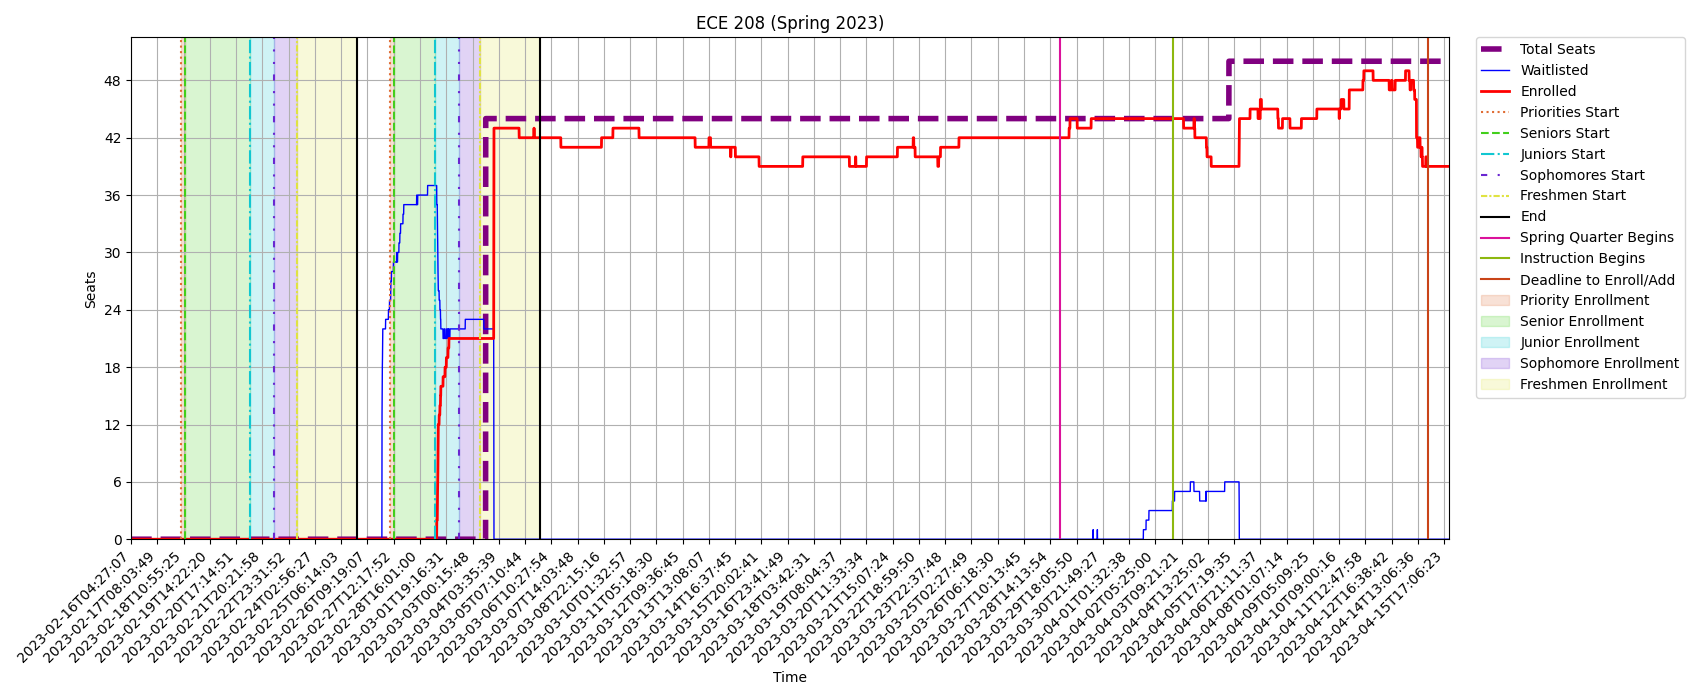 ECE 208 (Spring 2023)
Seats
48
42
36
30
24
18
12
6
0
2023-02-16T04:27:07
2023-02-17T08:03:49
2023-02-18T10:55:25
2023-02-19T14:22:20
2023-02-20T17:14:51
2023-02-21T20:21:58
2023-02-22T23:31:52
2023-02-24T02:56:27
2023-02-25T06:14:03
2023-02-26T09:19:07
2023-02-27T12:17:52
2023-02-28T16:01:00
2023-03-01T19:16:31
2023-03-03T00:15:48
2023-03-04T03:35:39
2023-03-05T07:10:44
2023-03-06T10:27:54
2023-03-07T14:03:48
2023-03-08T22:15:16
2023-03-10T01:32:57
2023-03-11T05:18:30
2023-03-12T09:36:45
2023-03-13T13:08:07
2023-03-14T16:37:45
2023-03-15T20:02:41
2023-03-16T23:41:49
2023-03-18T03:42:31
2023-03-19T08:04:37
2023-03-20T11:33:34
2023-03-21T15:07:24
2023-03-22T18:59:50
2023-03-23T22:37:48
2023-03-25T02:27:49
2023-03-26T06:18:30
2023-03-27T10:13:45
2023-03-28T14:13:54
2023-03-29T18:05:50
2023-03-30T21:49:27
2023-04-01T01:32:38
2023-04-02T05:25:00
2023-04-03T09:21:21
2023-04-04T13:25:02
2023-04-05T17:19:35
2023-04-06T21:11:37
2023-04-08T01:07:14
2023-04-09T05:09:25
2023-04-10T09:00:16
2023-04-11T12:47:58
2023-04-12T16:38:42
2023-04-14T13:06:36
2023-04-15T17:06:23
Time
Total Seats
Waitlisted
Enrolled
Priorities Start
Seniors Start
Juniors Start
Sophomores Start
Freshmen Start
End
Spring Quarter Begins
Instruction Begins
Deadline to Enroll/Add
Priority Enrollment
Senior Enrollment
Junior Enrollment
Sophomore Enrollment
Freshmen Enrollment